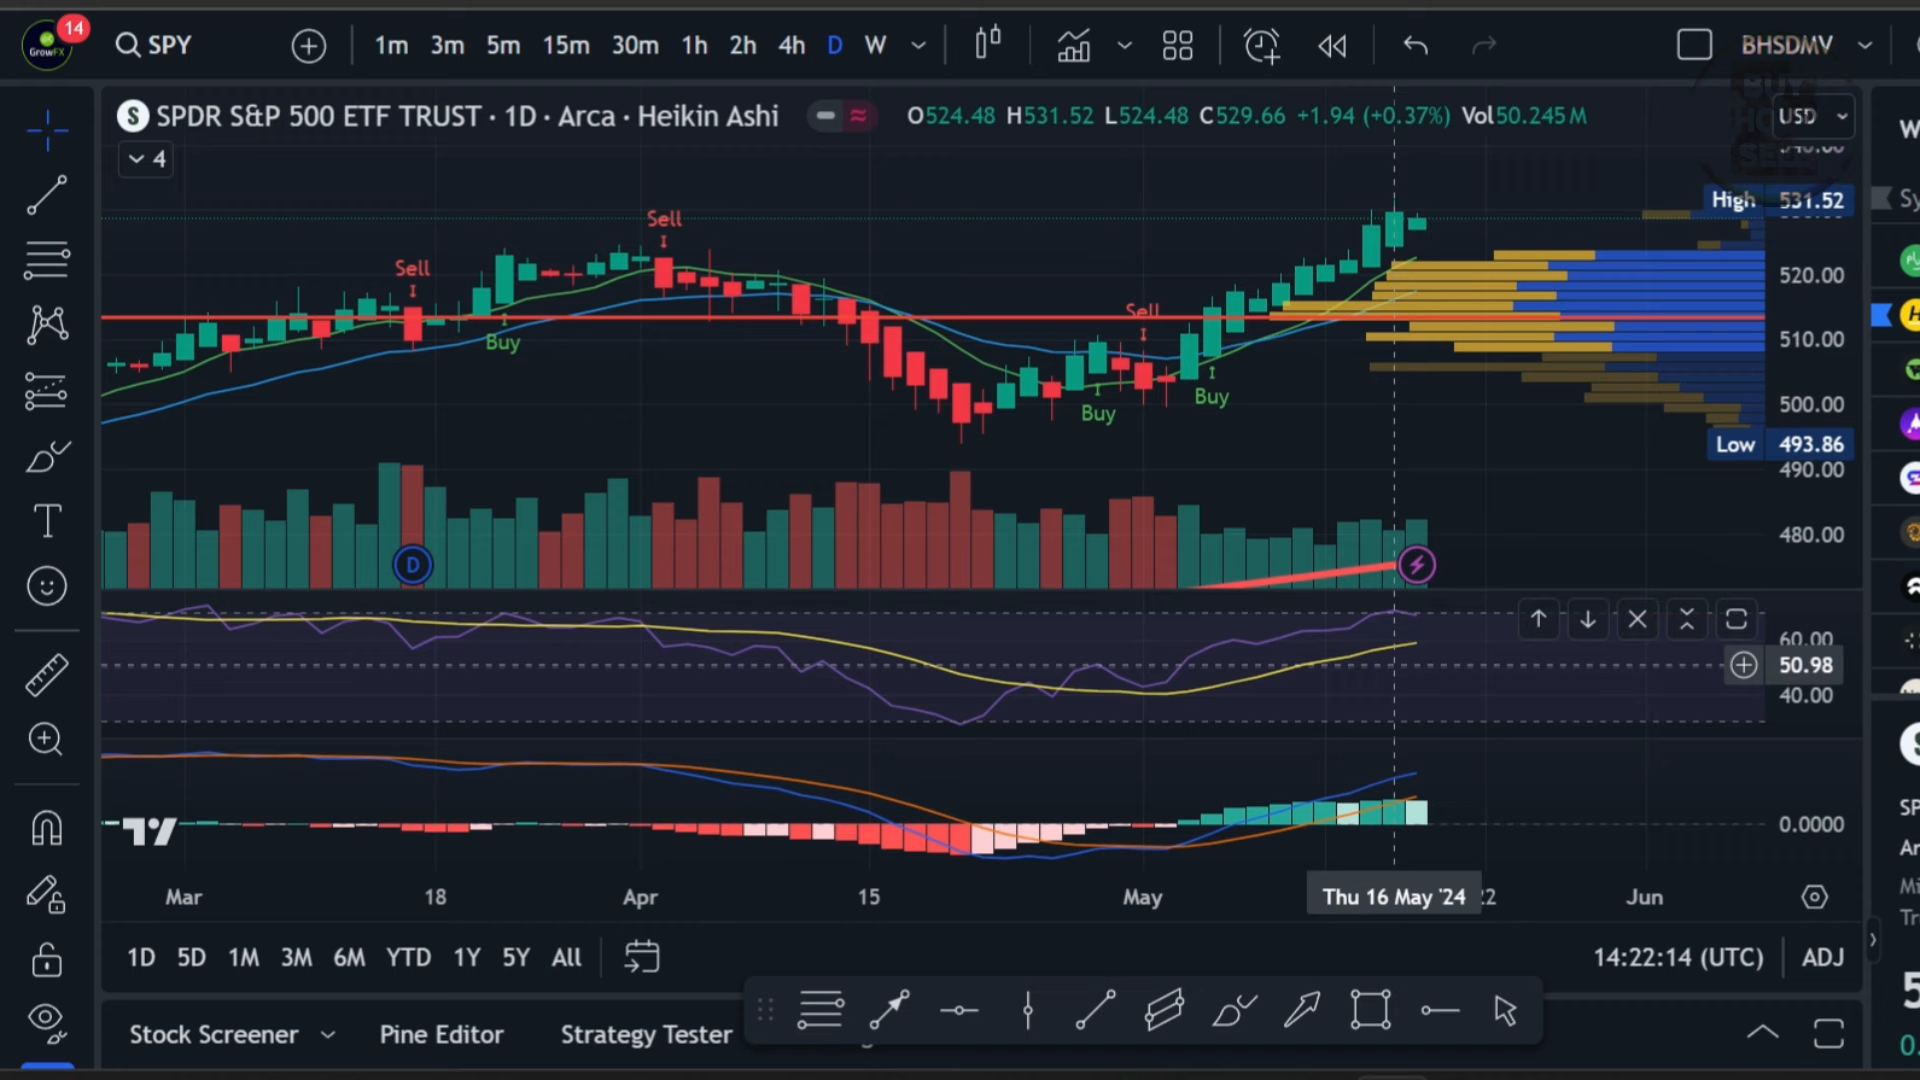 14
GrowFX
SPY
1m 3m 5m 15m 30m 1h 2h 4h D W
BHSDMV
SPDR S&P 500 ETF TRUST · 1D · Arca · Heikin Ashi
O524.48 H531.52 L524.48 C529.66 +1.94 (+0.37%) Vol50.245M
USD
4
High 531.52
Sell
Sell
Sell
Buy
Buy
Buy
520.00
510.00
500.00
Low 493.86
490.00
480.00
D
60.00
50.98
40.00
0.0000
Mar 18 Apr 15 May Thu 16 May '24 Jun
1D 5D 1M 3M 6M YTD 1Y 5Y All
14:22:14 (UTC) ADJ
Stock Screener Pine Editor Strategy Tester